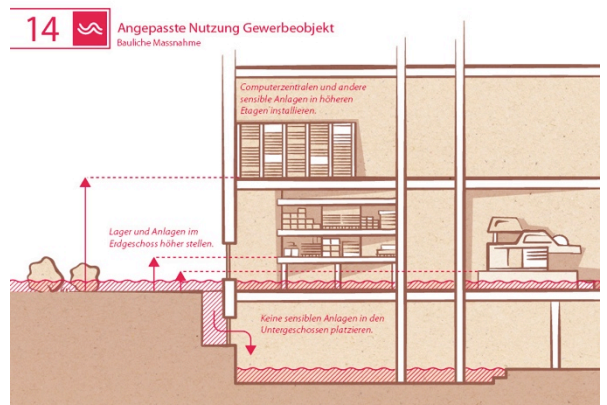 14
Angepasste Nutzung Gewerbeobjekt
Bauliche Massnahme
Computerzentralen und andere
sensible Anlagen in höheren
Etagen installieren.
Lager und Anlagen im
Erdgeschoss höher stellen.
Keine sensiblen Anlagen in den
Untergeschossen platzieren.